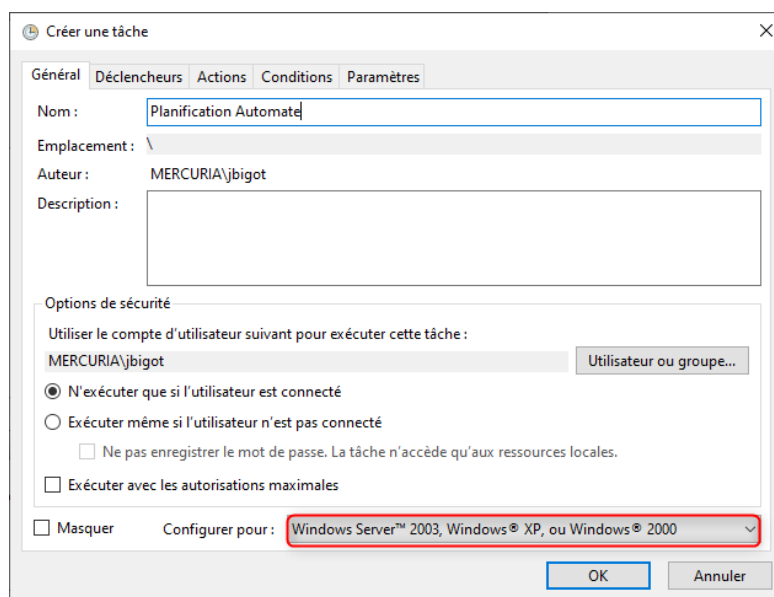 Créer une tâche
Général Déclencheurs Actions Conditions Paramètres
Nom : Planification Automate
Emplacement : \
Auteur : MERCURIA\jbigot
Description :
Options de sécurité
Utiliser le compte d'utilisateur suivant pour exécuter cette tâche :
MERCURIA\jbigot Utilisateur ou groupe...
N'exécuter que si l'utilisateur est connecté
Exécuter même si l'utilisateur n'est pas connecté
Ne pas enregistrer le mot de passe. La tâche n'accède qu'aux ressources locales.
Exécuter avec les autorisations maximales
Masquer Configurer pour : Windows Server™ 2003, Windows® XP, ou Windows® 2000
OK Annuler